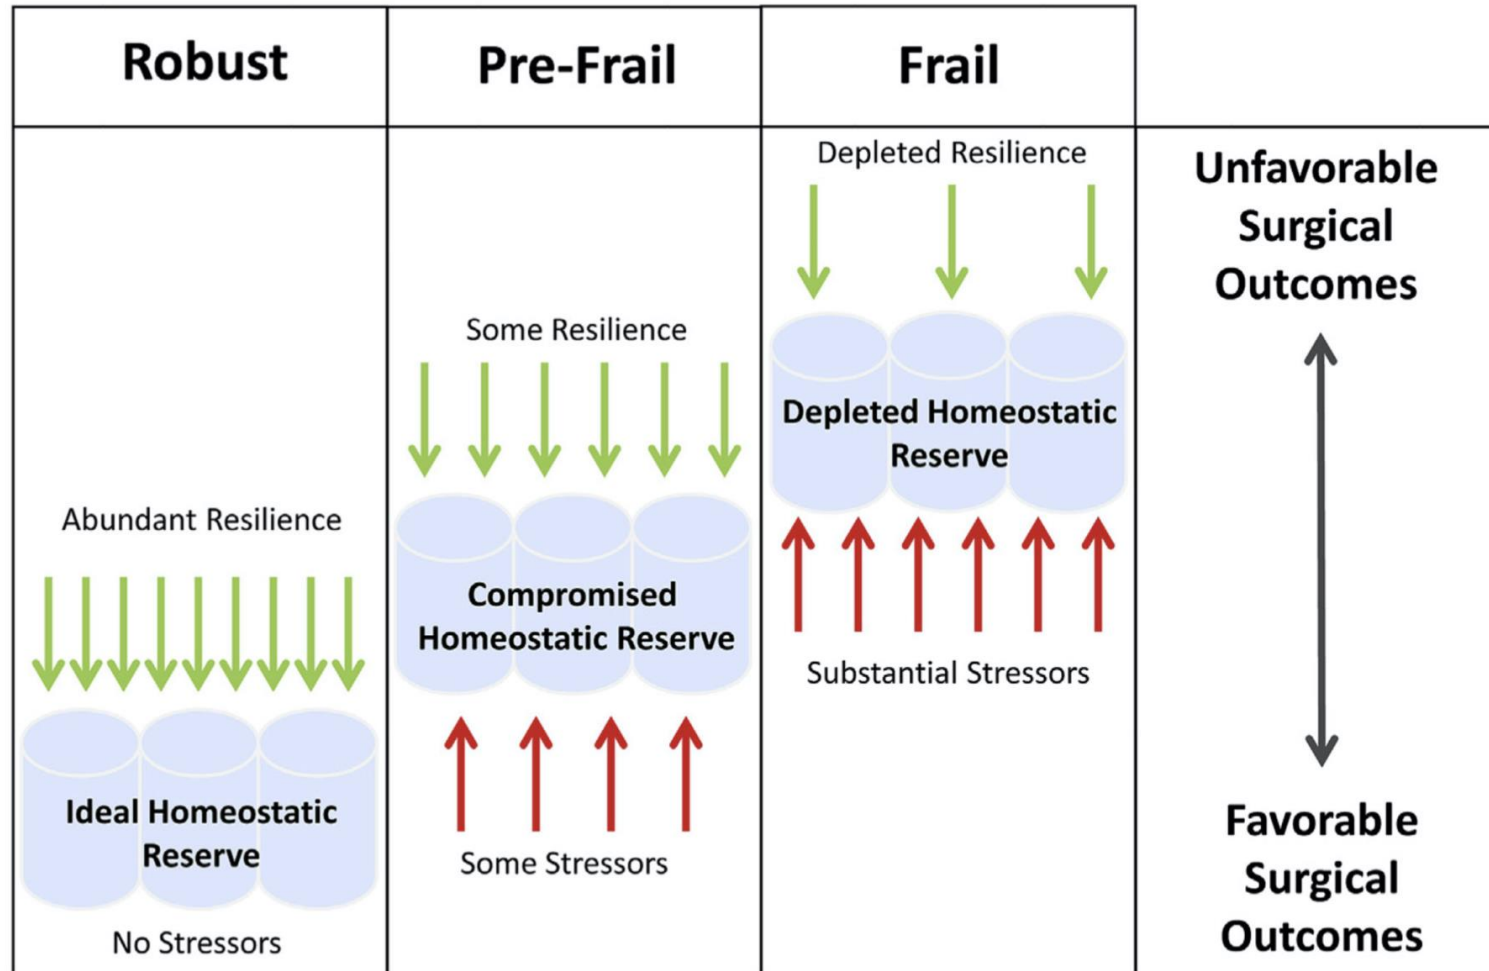 Robust
Pre-Frail
Frail
Abundant Resilience
Ideal Homeostatic
Reserve
No Stressors
Some Resilience
Compromised
Homeostatic Reserve
Some Stressors
Depleted Resilience
Depleted Homeostatic
Reserve
Substantial Stressors
Unfavorable
Surgical
Outcomes
Favorable
Surgical
Outcomes